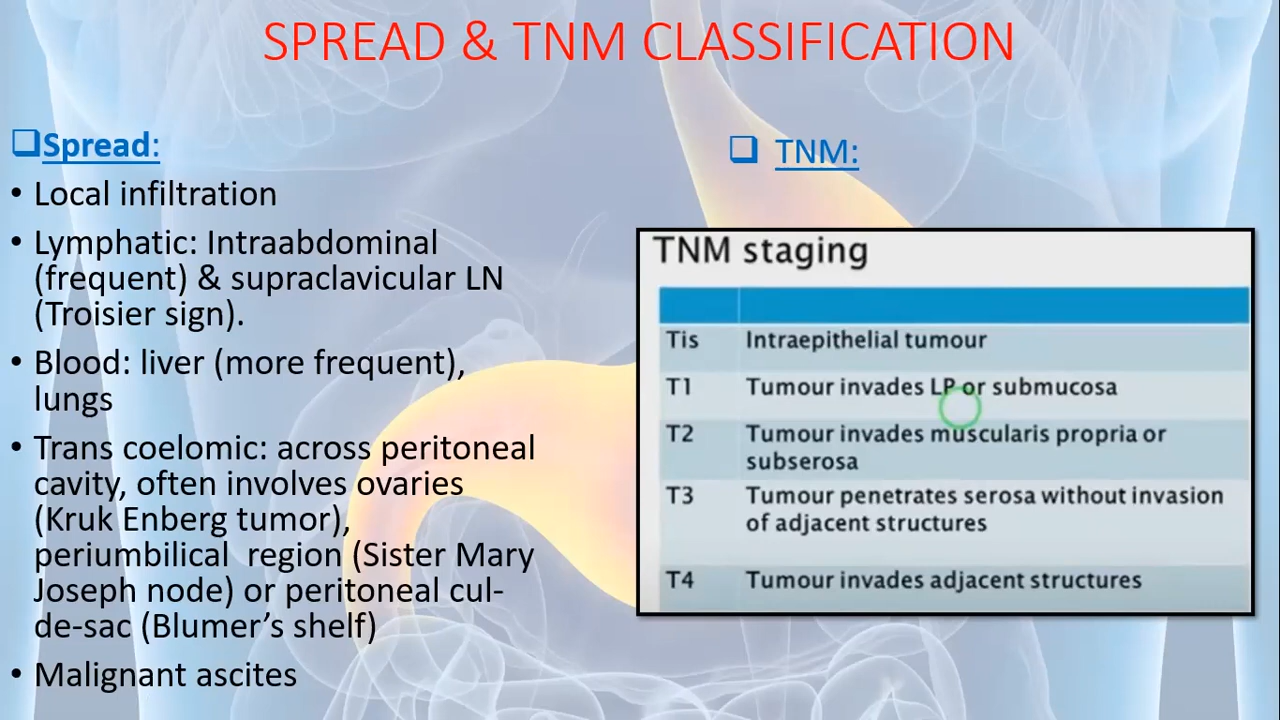 SPREAD & TNM CLASSIFICATION
Spread:
• Local infiltration
• Lymphatic: Intraabdominal
(frequent) & supraclavicular LN
(Troisier sign).
• Blood: liver (more frequent),
lungs
• Trans coelomic: across peritoneal
cavity, often involves ovaries
(Kruk Enberg tumor),
periumbilical region (Sister Mary
Joseph node) or peritoneal cul-
de-sac (Blumer’s shelf)
• Malignant ascites
TNM:
TNM staging
Tis Intraepithelial tumour
T1 Tumour invades LP or submucosa
T2 Tumour invades muscularis propria or
subserosa
T3 Tumour penetrates serosa without invasion
of adjacent structures
T4 Tumour invades adjacent structures